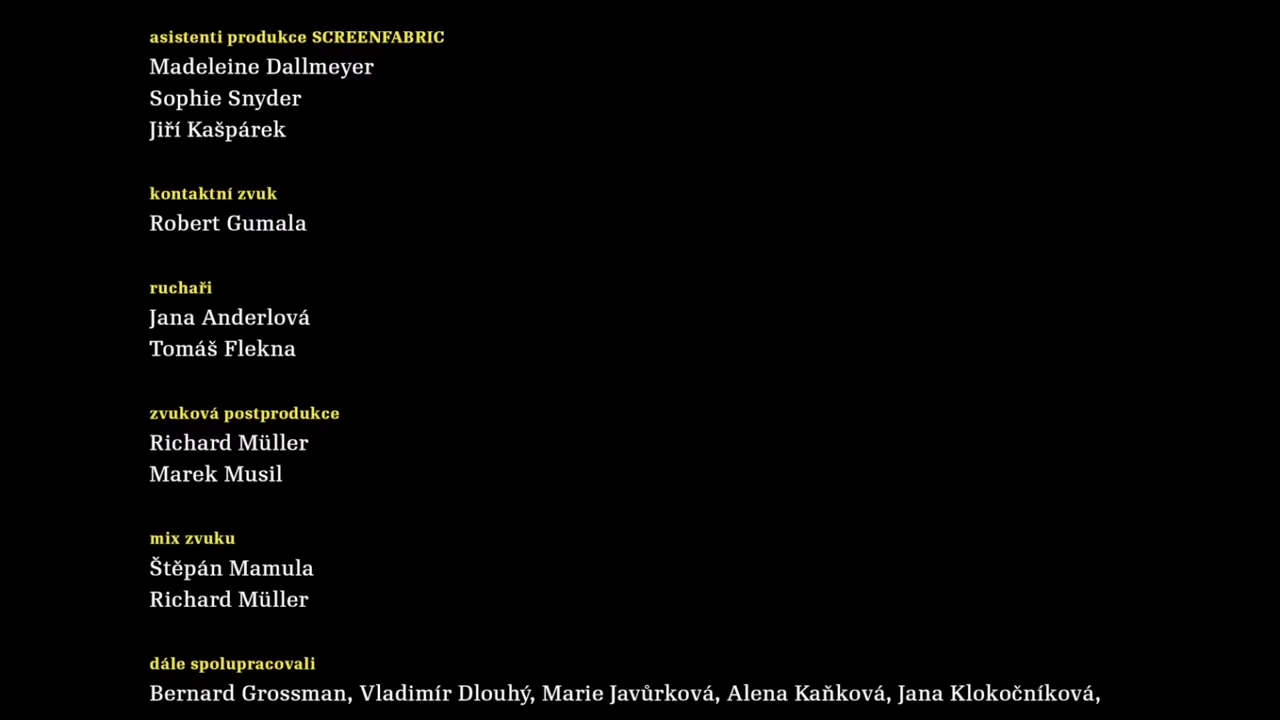 asistenti produkce SCREENFABRIC
Madeleine Dallmeyer
Sophie Snyder
Jiří Kašpárek
kontaktní zvuk
Robert Gumala
ruchaři
Jana Anderlová
Tomáš Flekna
zvuková postprodukce
Richard Müller
Marek Musil
mix zvuku
Štěpán Mamula
Richard Müller
dále spolupracovali
Bernard Grossman, Vladimír Dlouhý, Marie Javůrková, Alena Kaňková, Jana Klokočníková,